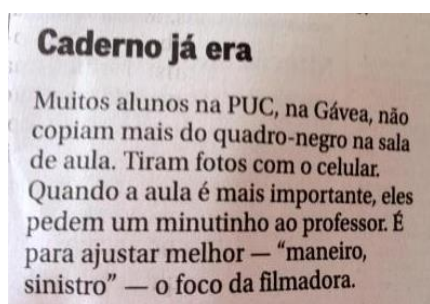 Caderno já era
Muitos alunos na PUC, na Gávea, não
copiam mais do quadro-negro na sala
de aula. Tiram fotos com o celular.
Quando a aula é mais importante, eles
pedem um minutinho ao professor. É
para ajustar melhor — “maneiro,
sinistro” — o foco da filmadora.